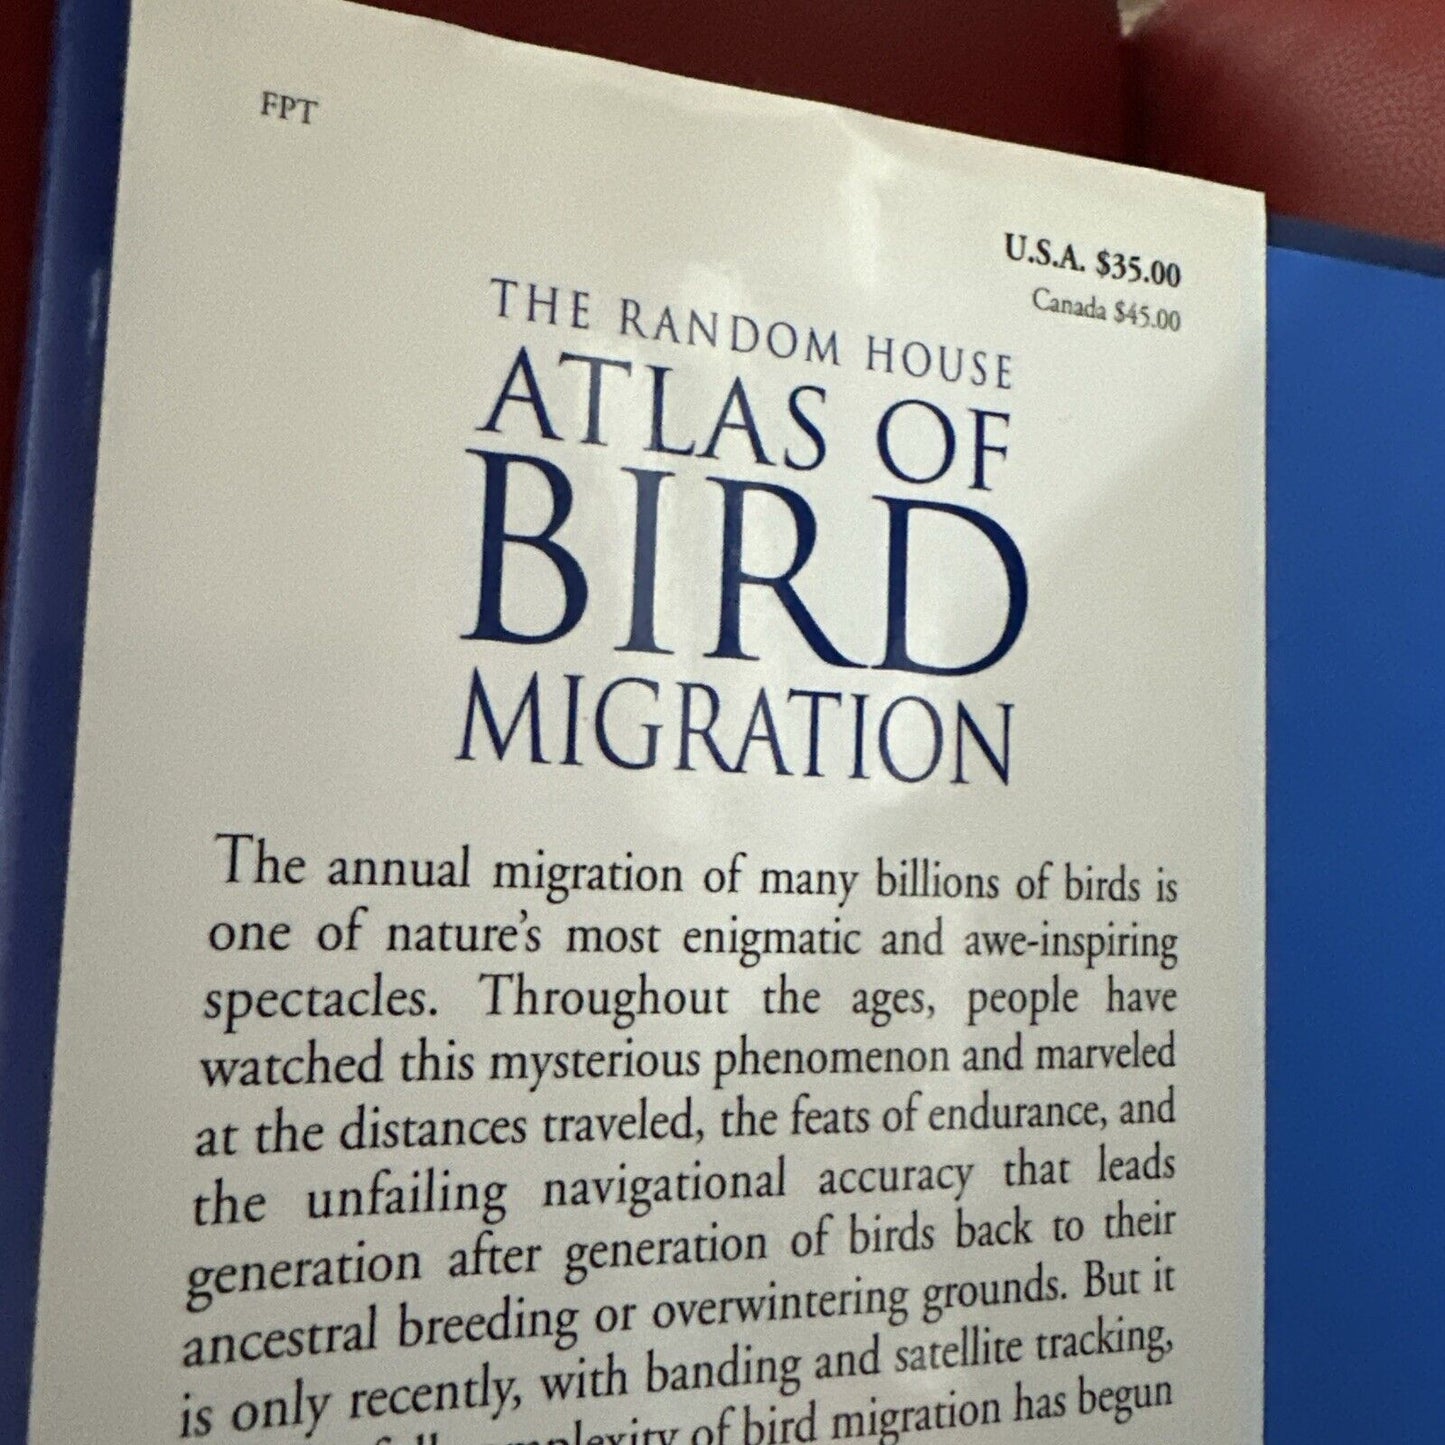 FPT
U.S.A. $35.00
Canada $45.00
THE RANDOM HOUSE
ATLAS OF
BIRD
MIGRATION
The annual migration of many billions of birds is
one of nature's most enigmatic and awe-inspiring
spectacles. Throughout the ages, people have
watched this mysterious phenomenon and marveled
at the distances traveled, the feats of endurance, and
the unfailing navigational accuracy that leads
generation after generation of birds back to their
ancestral breeding or overwintering grounds. But it
is only recently, with banding and satellite tracking,
complexity of bird migration has begun